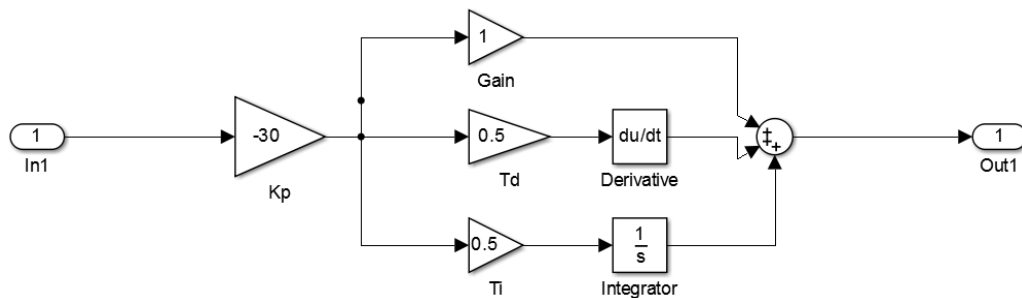 1
Gain
1
In1
-30
Kp
0.5
Td
du/dt
Derivative
+
+
+
1
Out1
0.5
Ti
1
s
Integrator